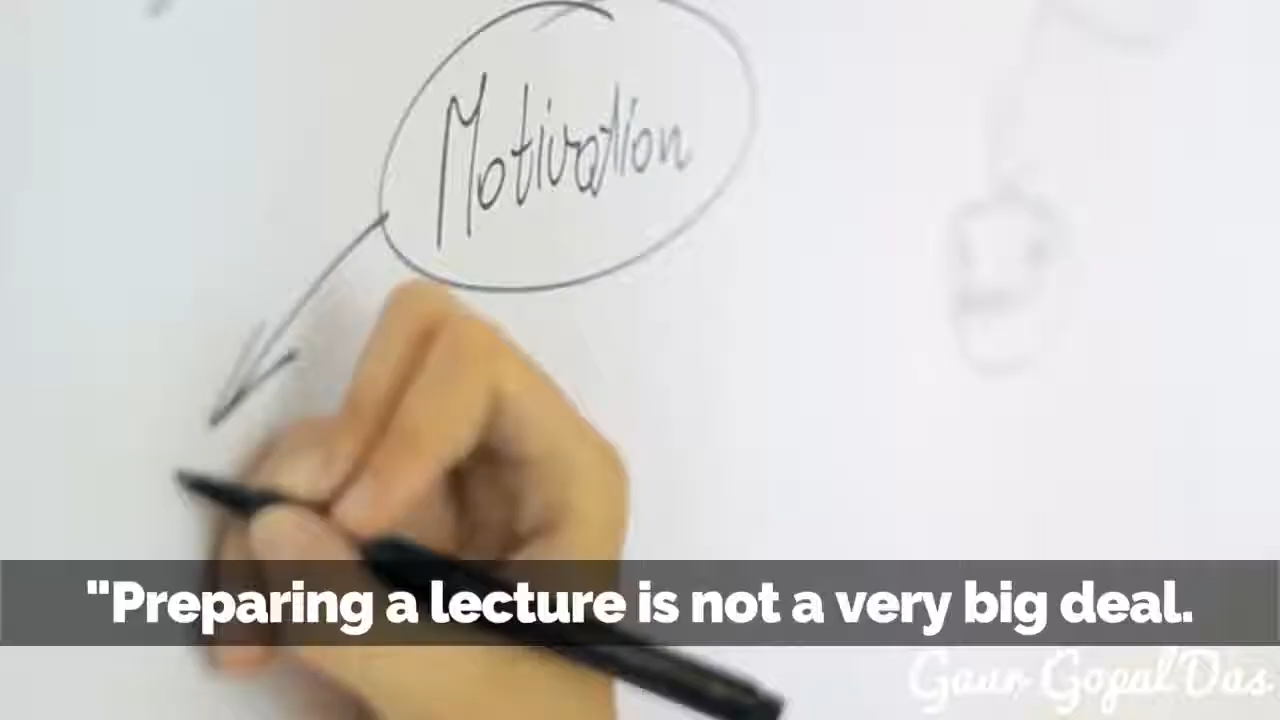 Motivation
"Preparing a lecture is not a very big deal.
Gaur Gopal Das